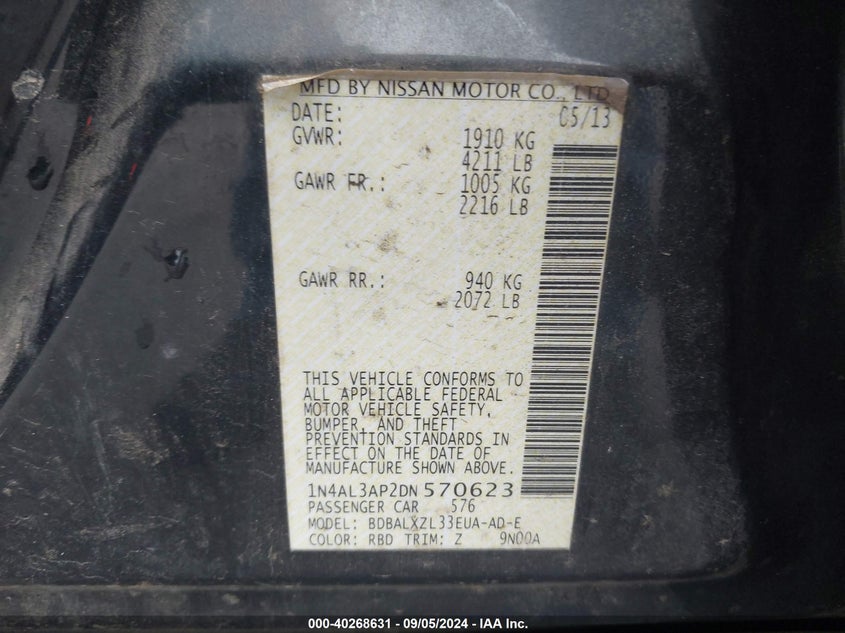 MFD BY NISSAN MOTOR CO., LTD
DATE: 05/13
GVWR: 1910 KG
4211 LB
GAWR FR.: 1005 KG
2216 LB
GAWR RR.: 940 KG
2072 LB
THIS VEHICLE CONFORMS TO
ALL APPLICABLE FEDERAL
MOTOR VEHICLE SAFETY,
BUMPER, AND THEFT
PREVENTION STANDARDS IN
EFFECT ON THE DATE OF
MANUFACTURE SHOWN ABOVE.
1N4AL3AP2DN570623
PASSENGER CAR 576
MODEL: BDBALXZL33EUA-AD-E
COLOR: RBD TRIM: Z 9N00A
000-40268631 - 09/05/2024 - IAA Inc.